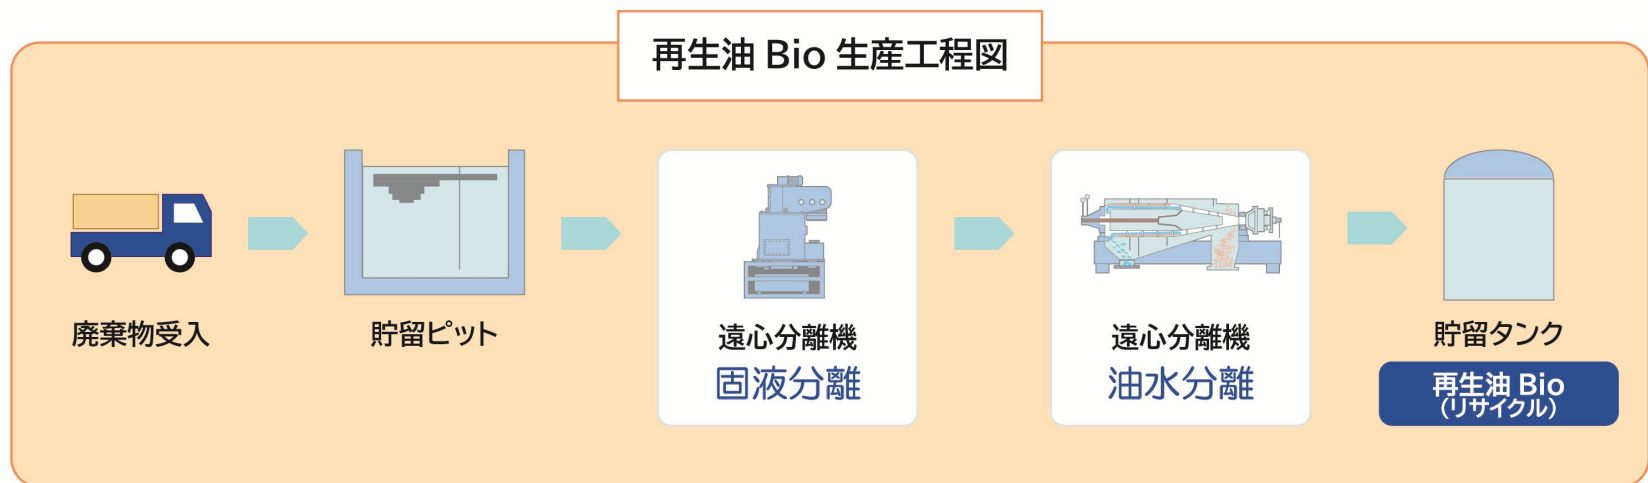 再生油 Bio 生産工程図
廃棄物受入
貯留ピット
遠心分離機
固液分離
遠心分離機
油水分離
貯留タンク
再生油 Bio
(リサイクル)